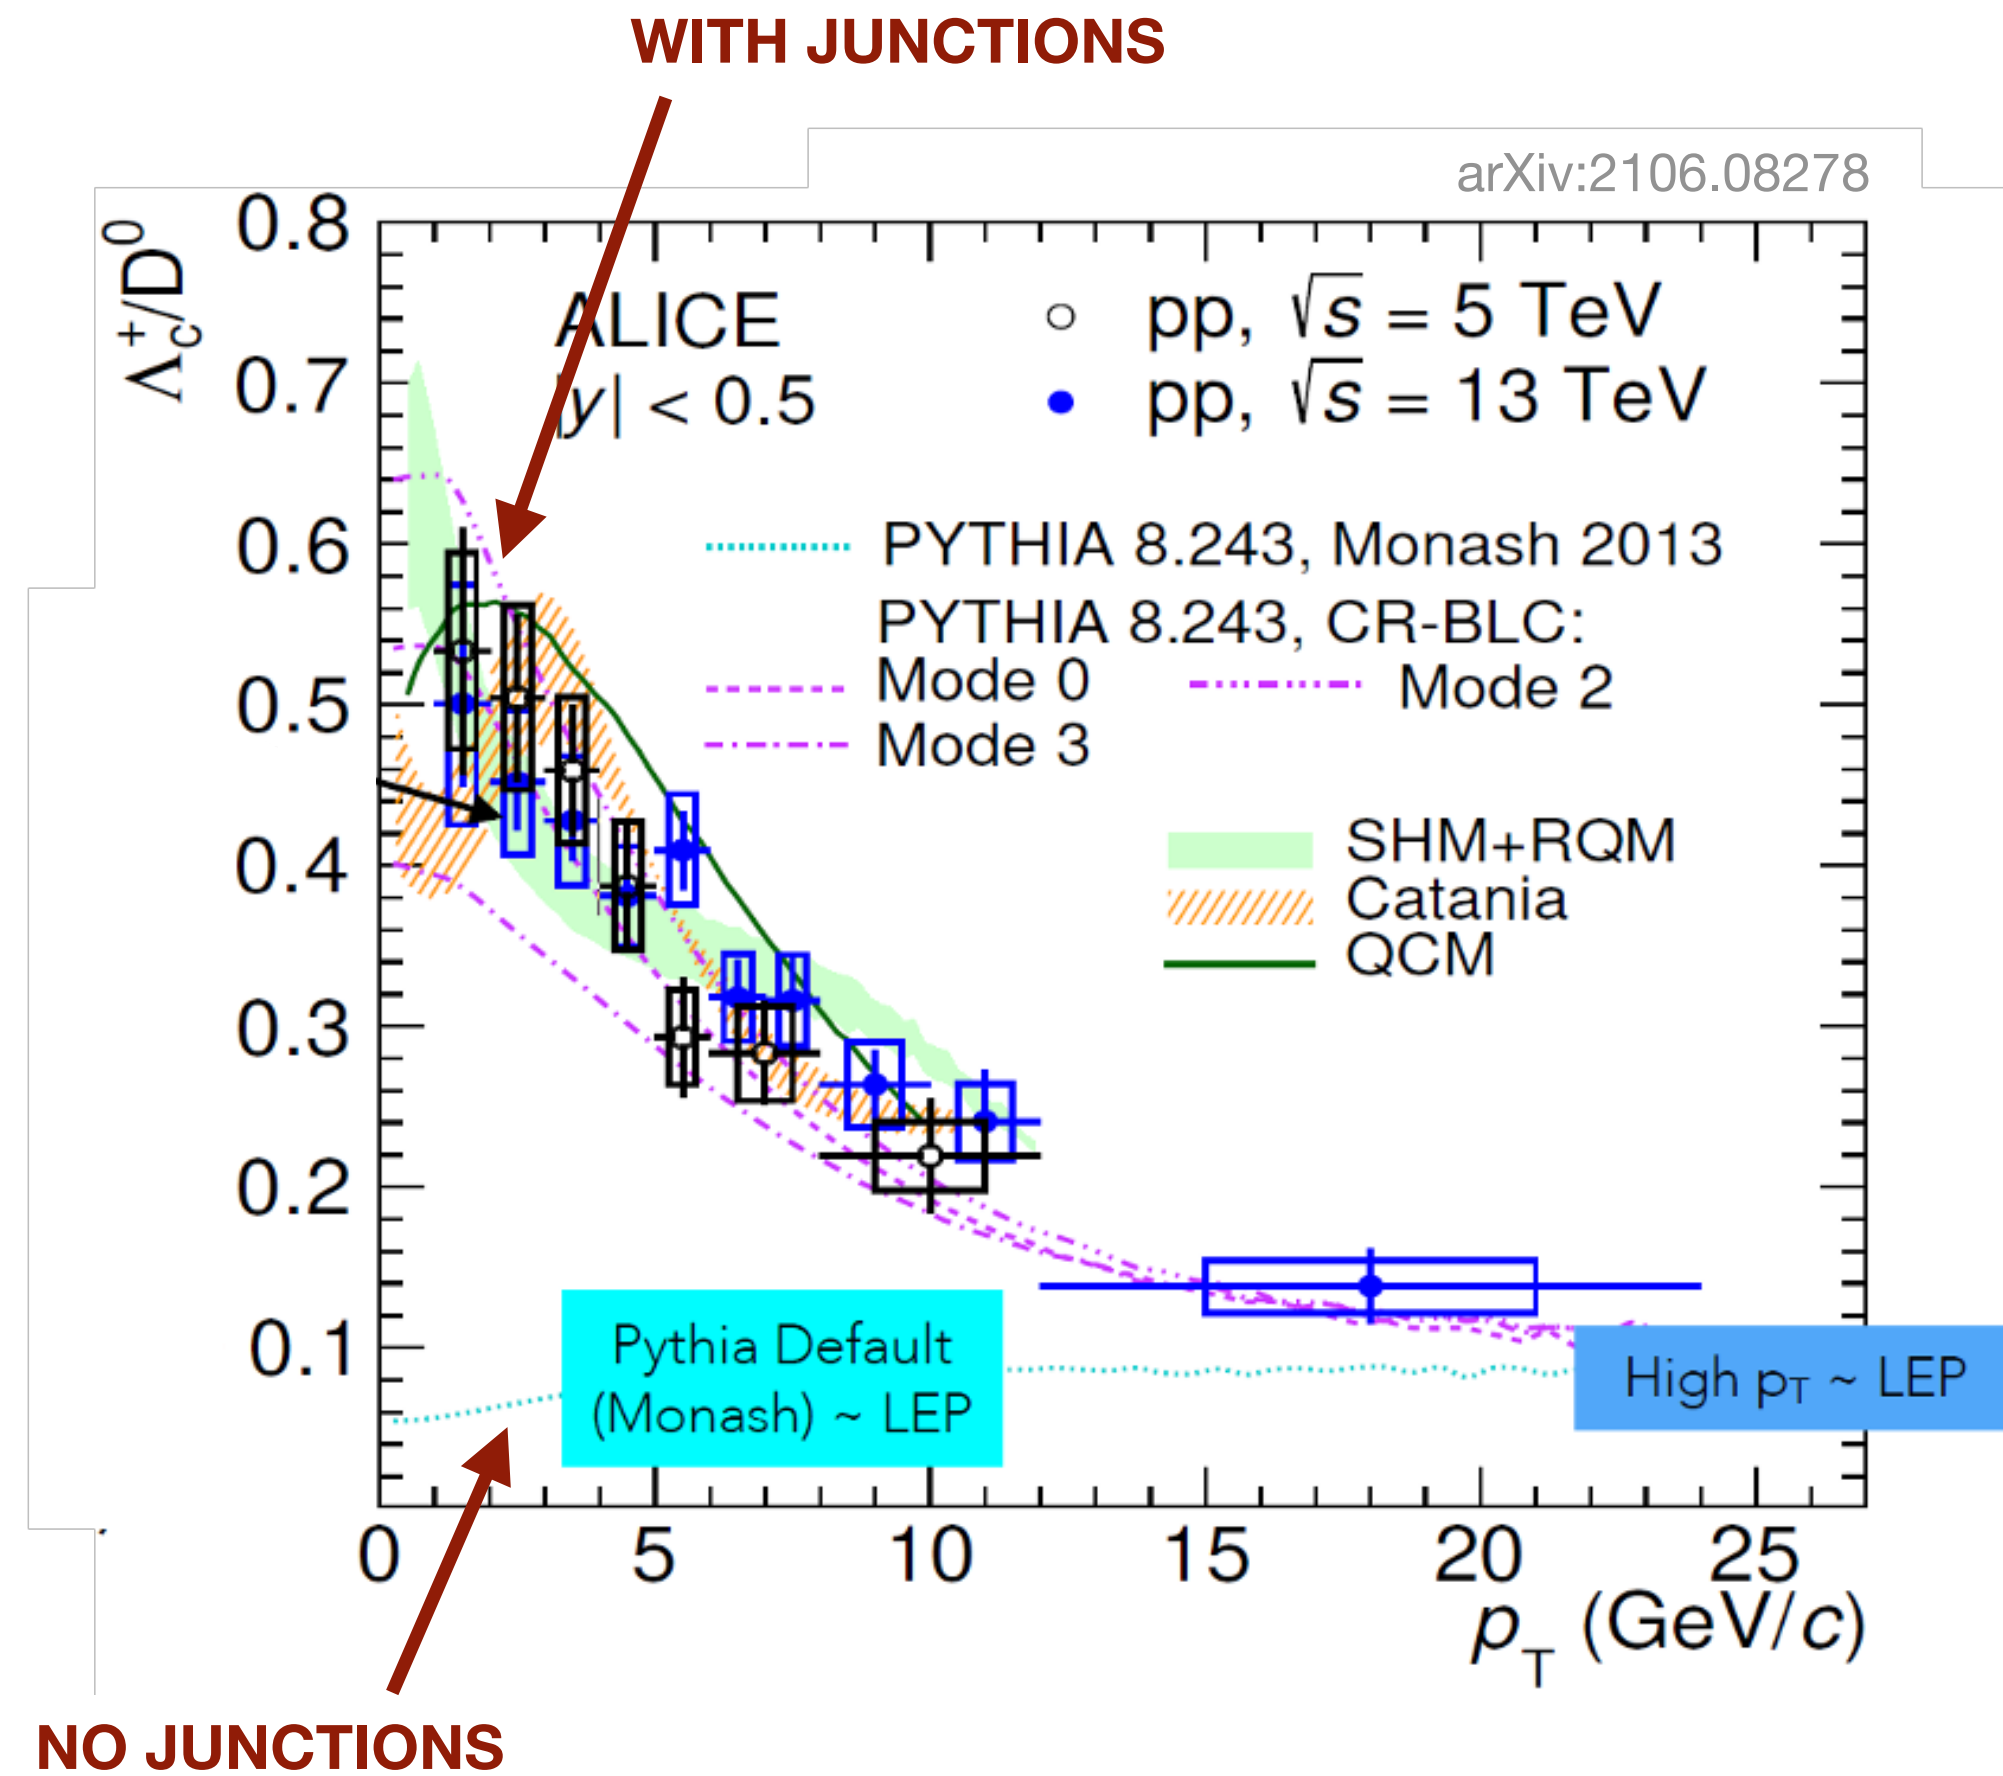 WITH JUNCTIONS
arXiv:2106.08278
Λc+/D0
0.8
0.7
0.6
0.5
0.4
0.3
0.2
0.1
ALICE
|y| < 0.5
pp, √s = 5 TeV
pp, √s = 13 TeV
PYTHIA 8.243, Monash 2013
PYTHIA 8.243, CR-BLC:
Mode 0
Mode 2
Mode 3
SHM+RQM
Catania
QCM
Pythia Default
(Monash) ~ LEP
High pT ~ LEP
0 5 10 15 20 25
pT (GeV/c)
NO JUNCTIONS